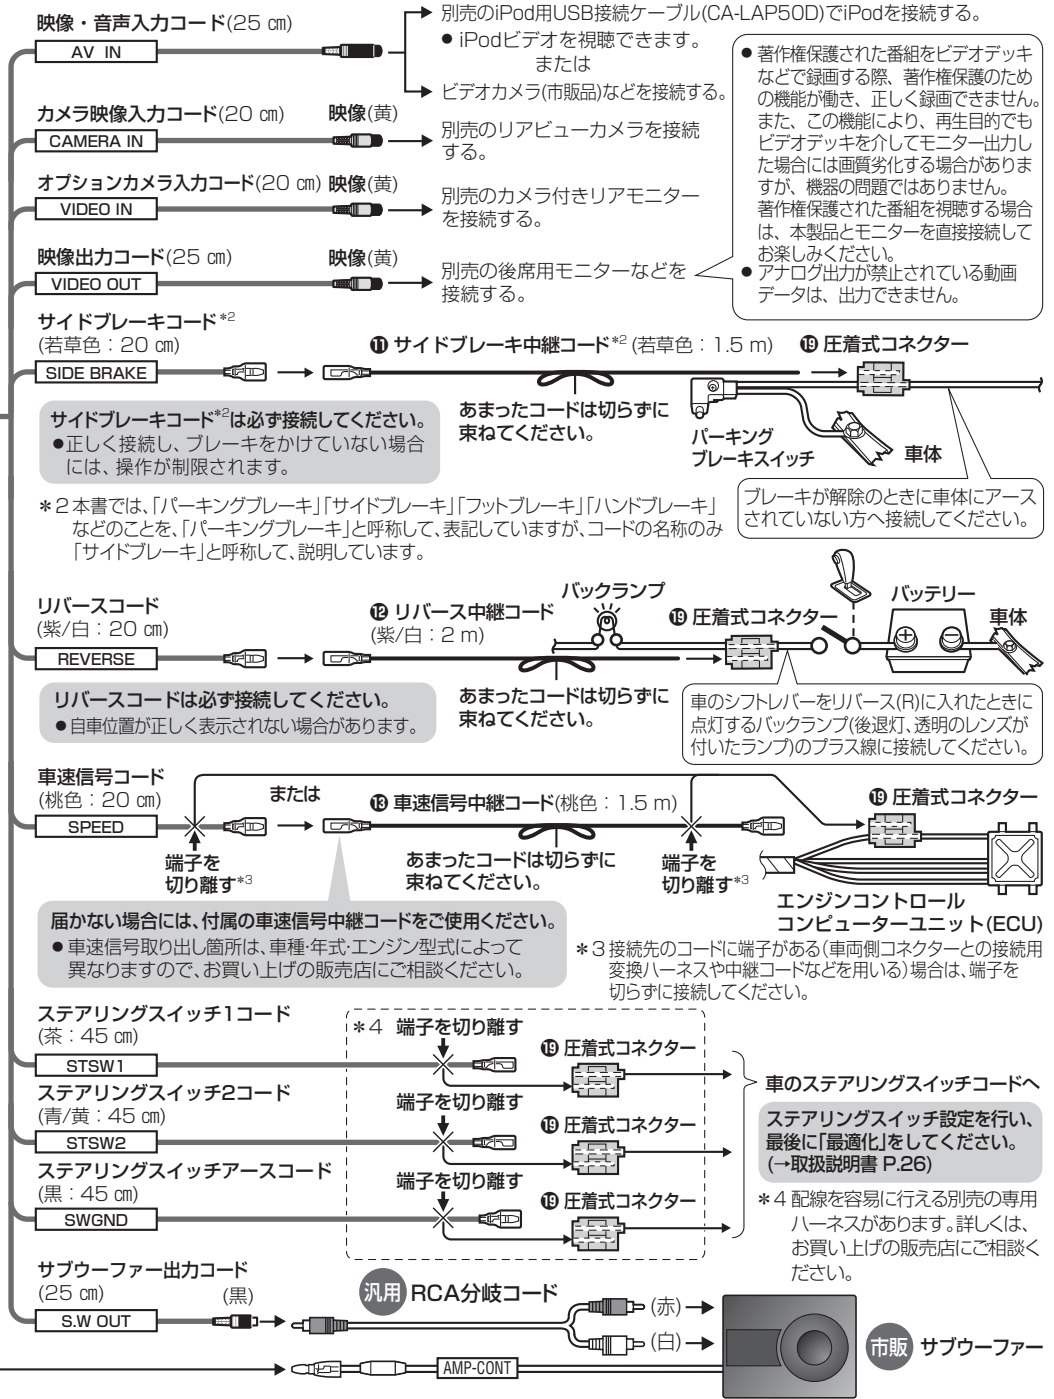 映像・音声入力コード(25 ㎝)
AV IN
別売のiPod用USB接続ケーブル(CA-LAP50D)でiPodを接続する。
● iPodビデオを視聴できます。
または
ビデオカメラ(市販品)などを接続する。
● 著作権保護された番組をビデオデッキ
などで録画する際、著作権保護のため
の機能が働き、正しく録画できません。
また、この機能により、再生目的でも
ビデオデッキを介してモニター出力し
た場合には画質劣化する場合がありま
すが、機器の問題ではありません。
著作権保護された番組を視聴する場合
は、本製品とモニターを直接接続して
お楽しみください。
● アナログ出力が禁止されている動画
データは、出力できません。
カメラ映像入力コード(20 ㎝)
映像(黄)
CAMERA IN
別売のリアビューカメラを接続
する。
オプションカメラ入力コード(20 ㎝)
映像(黄)
VIDEO IN
別売のカメラ付きリアモニター
を接続する。
映像出力コード(25 ㎝)
映像(黄)
VIDEO OUT
別売の後席用モニターなどを
接続する。
サイドブレーキコード*2
(若草色：20 ㎝)
SIDE BRAKE
⓫ サイドブレーキ中継コード*2 (若草色：1.5 m)
⓳ 圧着式コネクター
あまったコードは切らずに
束ねてください。
パーキング
ブレーキスイッチ
車体
サイドブレーキコード*2は必ず接続してください。
●正しく接続し、ブレーキをかけていない場合
には、操作が制限されます。
ブレーキが解除のときに車体にアース
されていない方へ接続してください。
＊2 本書では、「パーキングブレーキ」「サイドブレーキ」「フットブレーキ」「ハンドブレーキ」
などのことを、「パーキングブレーキ」と呼称して、表記していますが、コードの名称のみ
「サイドブレーキ」と呼称して、説明しています。
リバースコード
(紫/白：20 ㎝)
REVERSE
⓬ リバース中継コード
(紫/白：2 m)
バックランプ
⓳ 圧着式コネクター
バッテリー
車体
あまったコードは切らずに
束ねてください。
リバースコードは必ず接続してください。
● 自車位置が正しく表示されない場合があります。
車のシフトレバーをリバース(R)に入れたときに
点灯するバックランプ(後退灯、透明のレンズが
付いたランプ)のプラス線に接続してください。
車速信号コード
(桃色：20 ㎝)
SPEED
または
⓭ 車速信号中継コード(桃色：1.5 m)
⓳ 圧着式コネクター
端子を
切り離す*3
あまったコードは切らずに
束ねてください。
端子を
切り離す*3
エンジンコントロール
コンピューターユニット(ECU)
届かない場合には、付属の車速信号中継コードをご使用ください。
● 車速信号取り出し箇所は、車種・年式・エンジン型式によって
異なりますので、お買い上げの販売店にご相談ください。
＊3 接続先のコードに端子がある(車両側コネクターとの接続用
変換ハーネスや中継コードなどを用いる)場合は、端子を
切らずに接続してください。
ステアリングスイッチ1コード
(茶：45 ㎝)
STSW1
＊4 端子を切り離す
⓳ 圧着式コネクター
ステアリングスイッチ2コード
(青/黄：45 ㎝)
STSW2
端子を切り離す
⓳ 圧着式コネクター
ステアリングスイッチアースコード
(黒：45 ㎝)
SWGND
端子を切り離す
⓳ 圧着式コネクター
車のステアリングスイッチコードへ
ステアリングスイッチ設定を行い、
最後に「最適化」をしてください。
(→取扱説明書 P.26)
＊4 配線を容易に行える別売の専用
ハーネスがあります。詳しくは、
お買い上げの販売店にご相談く
ださい。
サブウーファー出力コード
(25 ㎝)
(黒)
S.W OUT
汎用 RCA分岐コード
(赤)
(白)
AMP-CONT
市販 サブウーファー